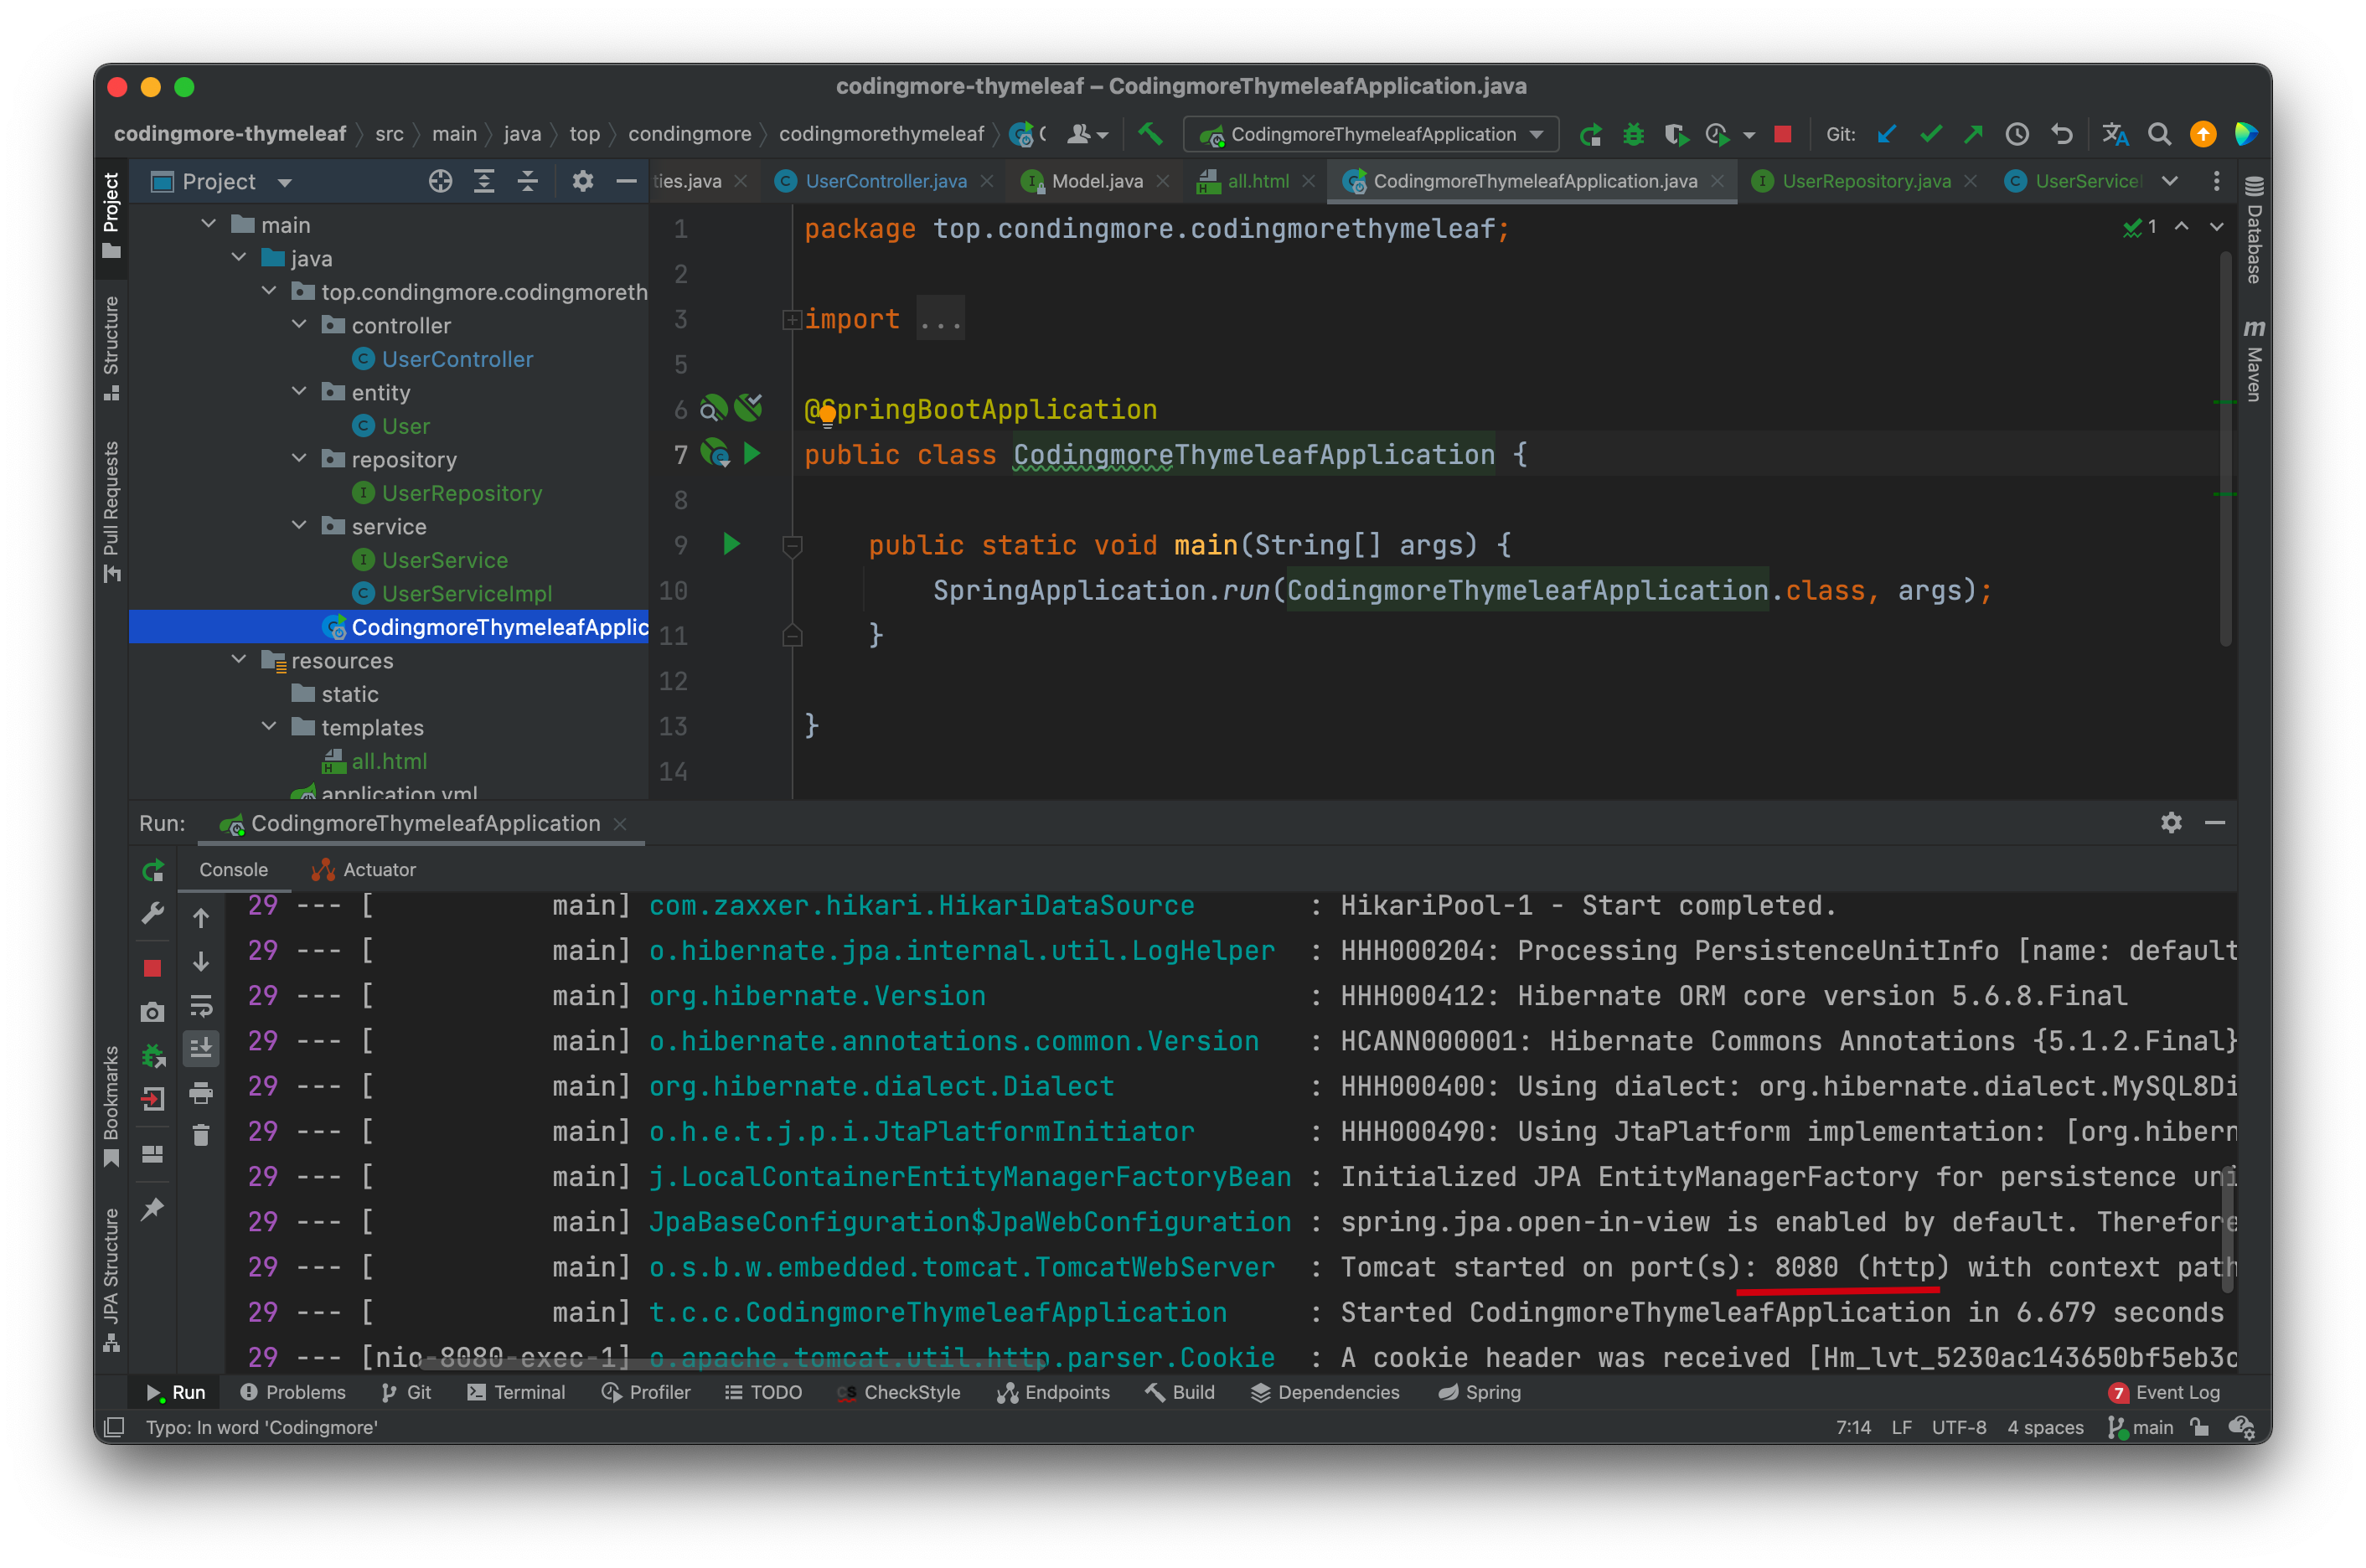 codingmore-thymeleaf – CodingmoreThymeleafApplication.java
codingmore-thymeleaf src main java top condingmore codingmorethymeleaf CodingmoreThymeleafApplication Git:
Project
ties.java UserController.java Model.java all.html CodingmoreThymeleafApplication.java UserRepository.java UserServiceI
Project
Structure
Pull Requests
Bookmarks
JPA Structure
Database
Maven
main
java
top.condingmore.codingmoreth
controller
UserController
entity
User
repository
UserRepository
service
UserService
UserServiceImpl
CodingmoreThymeleafApplic
resources
static
templates
all.html
application.yml
1 package top.condingmore.codingmorethymeleaf;
2
3 import ...
5
6 @SpringBootApplication
7 public class CodingmoreThymeleafApplication {
8
9 public static void main(String[] args) {
10 SpringApplication.run(CodingmoreThymeleafApplication.class, args);
11 }
12
13 }
14
1
Run: CodingmoreThymeleafApplication
Console Actuator
29 --- [ main] com.zaxxer.hikari.HikariDataSource : HikariPool-1 - Start completed.
29 --- [ main] o.hibernate.jpa.internal.util.LogHelper : HHH000204: Processing PersistenceUnitInfo [name: default
29 --- [ main] org.hibernate.Version : HHH000412: Hibernate ORM core version 5.6.8.Final
29 --- [ main] o.hibernate.annotations.common.Version : HCANN000001: Hibernate Commons Annotations {5.1.2.Final}
29 --- [ main] org.hibernate.dialect.Dialect : HHH000400: Using dialect: org.hibernate.dialect.MySQL8Di
29 --- [ main] o.h.e.t.j.p.i.JtaPlatformInitiator : HHH000490: Using JtaPlatform implementation: [org.hibern
29 --- [ main] j.LocalContainerEntityManagerFactoryBean : Initialized JPA EntityManagerFactory for persistence uni
29 --- [ main] JpaBaseConfiguration$JpaWebConfiguration : spring.jpa.open-in-view is enabled by default. Therefore
29 --- [ main] o.s.b.w.embedded.tomcat.TomcatWebServer : Tomcat started on port(s): 8080 (http) with context path
29 --- [ main] t.c.c.CodingmoreThymeleafApplication : Started CodingmoreThymeleafApplication in 6.679 seconds
29 --- [nio-8080-exec-1] o.apache.tomcat.util.http.parser.Cookie : A cookie header was received [Hm_lvt_5230ac143650bf5eb3c
Run Problems Git Terminal Profiler TODO CheckStyle Endpoints Build Dependencies Spring 7 Event Log
Typo: In word 'Codingmore' 7:14 LF UTF-8 4 spaces main